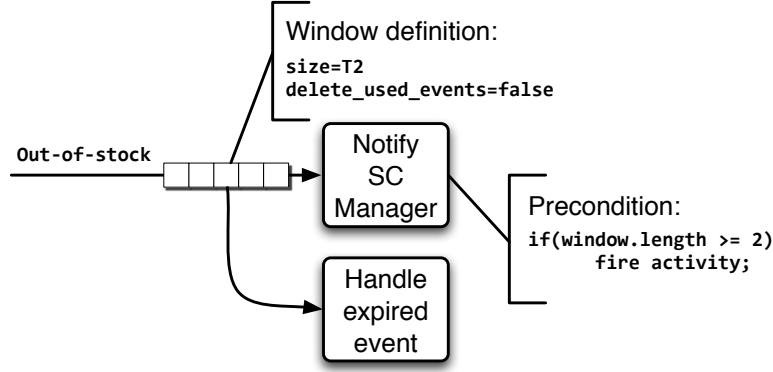 Window definition:
size=T2
delete_used_events=false
Out-of-stock
Notify
SC
Manager
Precondition:
if(window.length >= 2)
fire activity;
Handle
expired
event